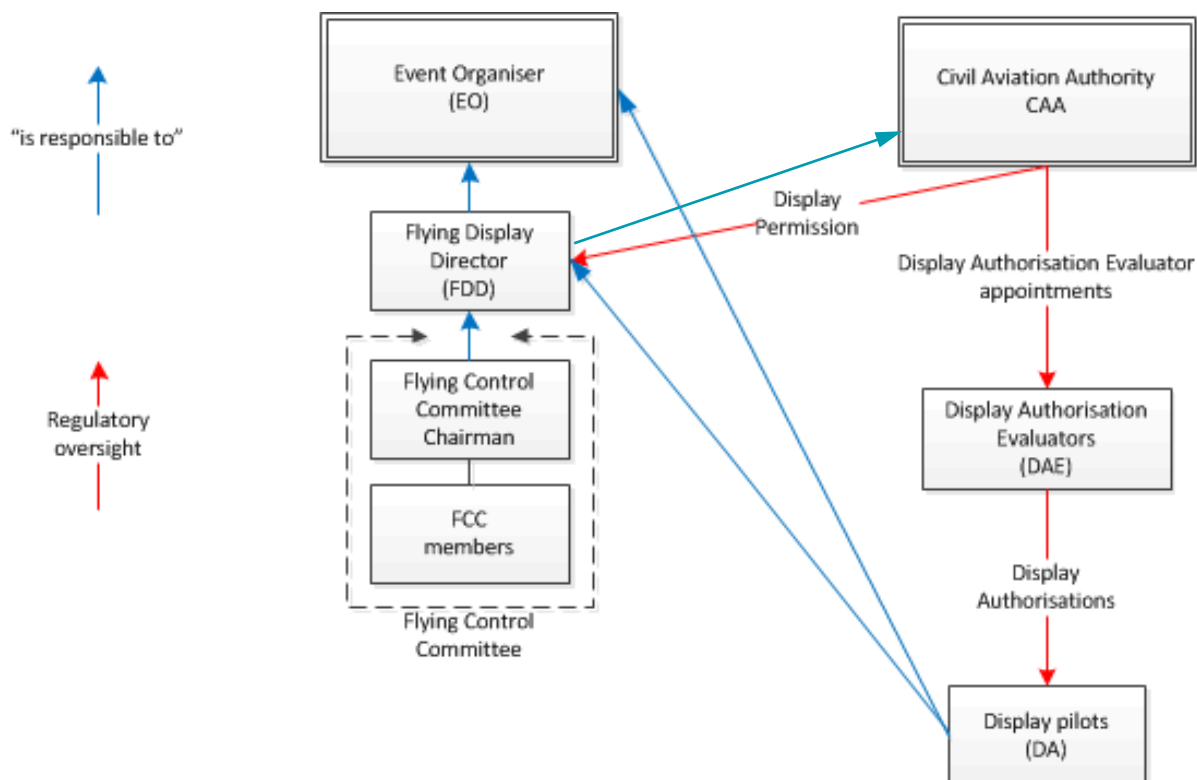 Event Organiser
(EO)
Civil Aviation Authority
CAA
“is responsible to”
Display
Permission
Flying Display
Director
(FDD)
Display Authorisation Evaluator
appointments
Flying Control
Committee
Chairman
Regulatory
oversight
Display Authorisation
Evaluators
(DAE)
FCC
members
Display
Authorisations
Flying Control
Committee
Display pilots
(DA)